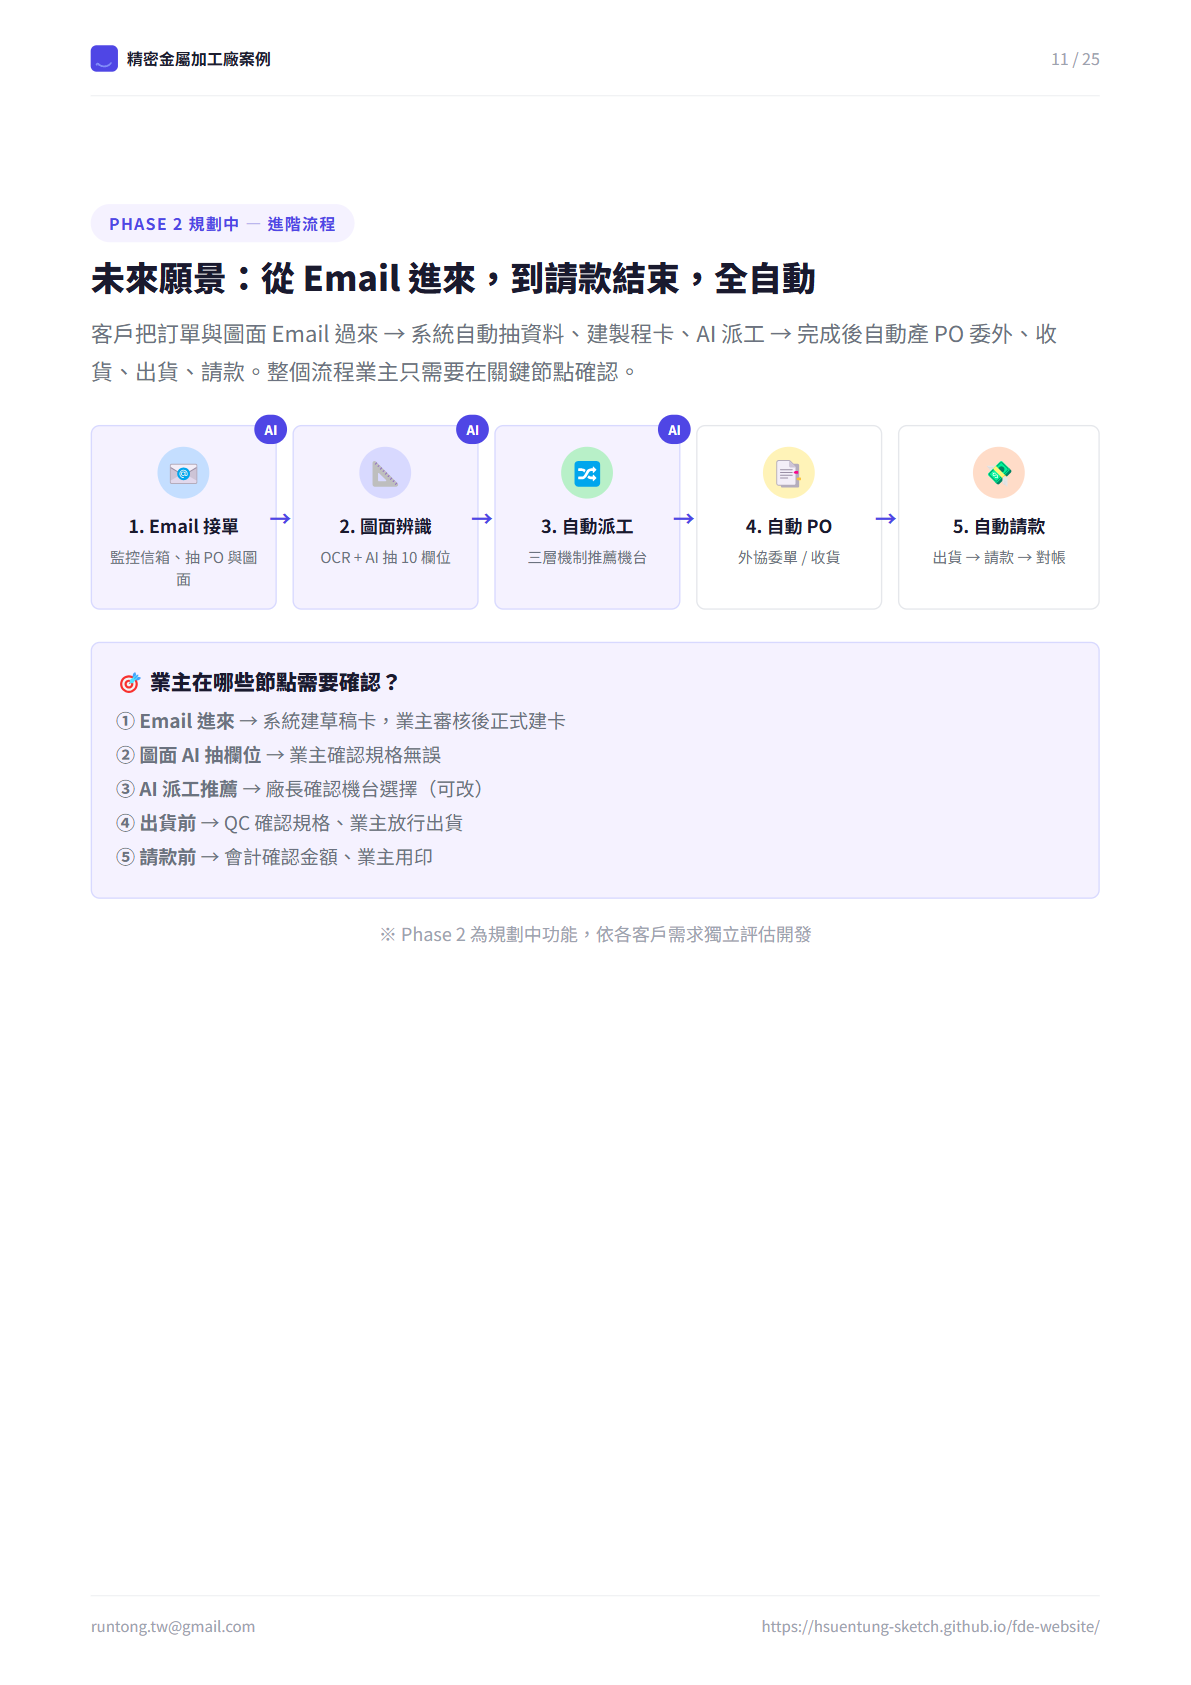 精密金屬加工廠案例
11 / 25
PHASE 2 規劃中 — 進階流程
未來願景：從 Email 進來，到請款結束，全自動
客戶把訂單與圖面 Email 過來 → 系統自動抽資料、建製程卡、AI 派工 → 完成後自動產 PO 委外、收
貨、出貨、請款。整個流程業主只需要在關鍵節點確認。
AI
1. Email 接單
監控信箱、抽 PO 與圖
面
→
AI
2. 圖面辨識
OCR + AI 抽 10 欄位
→
AI
3. 自動派工
三層機制推薦機台
→
4. 自動 PO
外協委單 / 收貨
→
5. 自動請款
出貨 → 請款 → 對帳
🎯 業主在哪些節點需要確認？
① Email 進來 → 系統建草稿卡，業主審核後正式建卡
② 圖面 AI 抽欄位 → 業主確認規格無誤
③ AI 派工推薦 → 廠長確認機台選擇（可改）
④ 出貨前 → QC 確認規格、業主放行出貨
⑤ 請款前 → 會計確認金額、業主用印
※ Phase 2 為規劃中功能，依各客戶需求獨立評估開發
runtong.tw@gmail.com
https://hsuentung-sketch.github.io/fde-website/